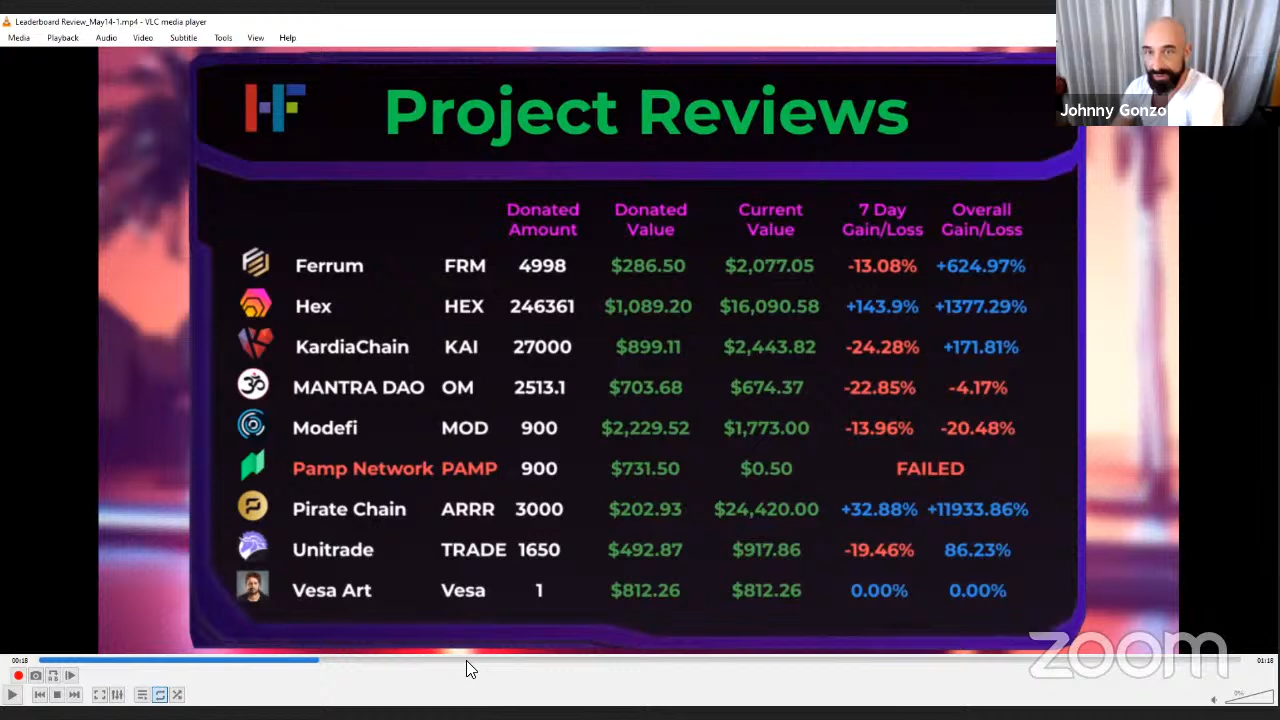 Leaderboard Review_May14-1.mp4 - VLC media player
Media Playback Audio Video Subtitle Tools View Help
HF Project Reviews
Donated Amount Donated Value Current Value 7 Day Gain/Loss Overall Gain/Loss
Ferrum FRM 4998 $286.50 $2,077.05 -13.08% +624.97%
Hex HEX 246361 $1,089.20 $16,090.58 +143.9% +1377.29%
KardiaChain KAI 27000 $899.11 $2,443.82 -24.28% +171.81%
MANTRA DAO OM 2513.1 $703.68 $674.37 -22.85% -4.17%
Modefi MOD 900 $2,229.52 $1,773.00 -13.96% -20.48%
Pamp Network PAMP 900 $731.50 $0.50 FAILED
Pirate Chain ARRR 3000 $202.93 $24,420.00 +32.88% +11933.86%
Unitrade TRADE 1650 $492.87 $917.86 -19.46% 86.23%
Vesa Art Vesa 1 $812.26 $812.26 0.00% 0.00%
Johnny Gonzo
zoom
00:18 01:18
0%